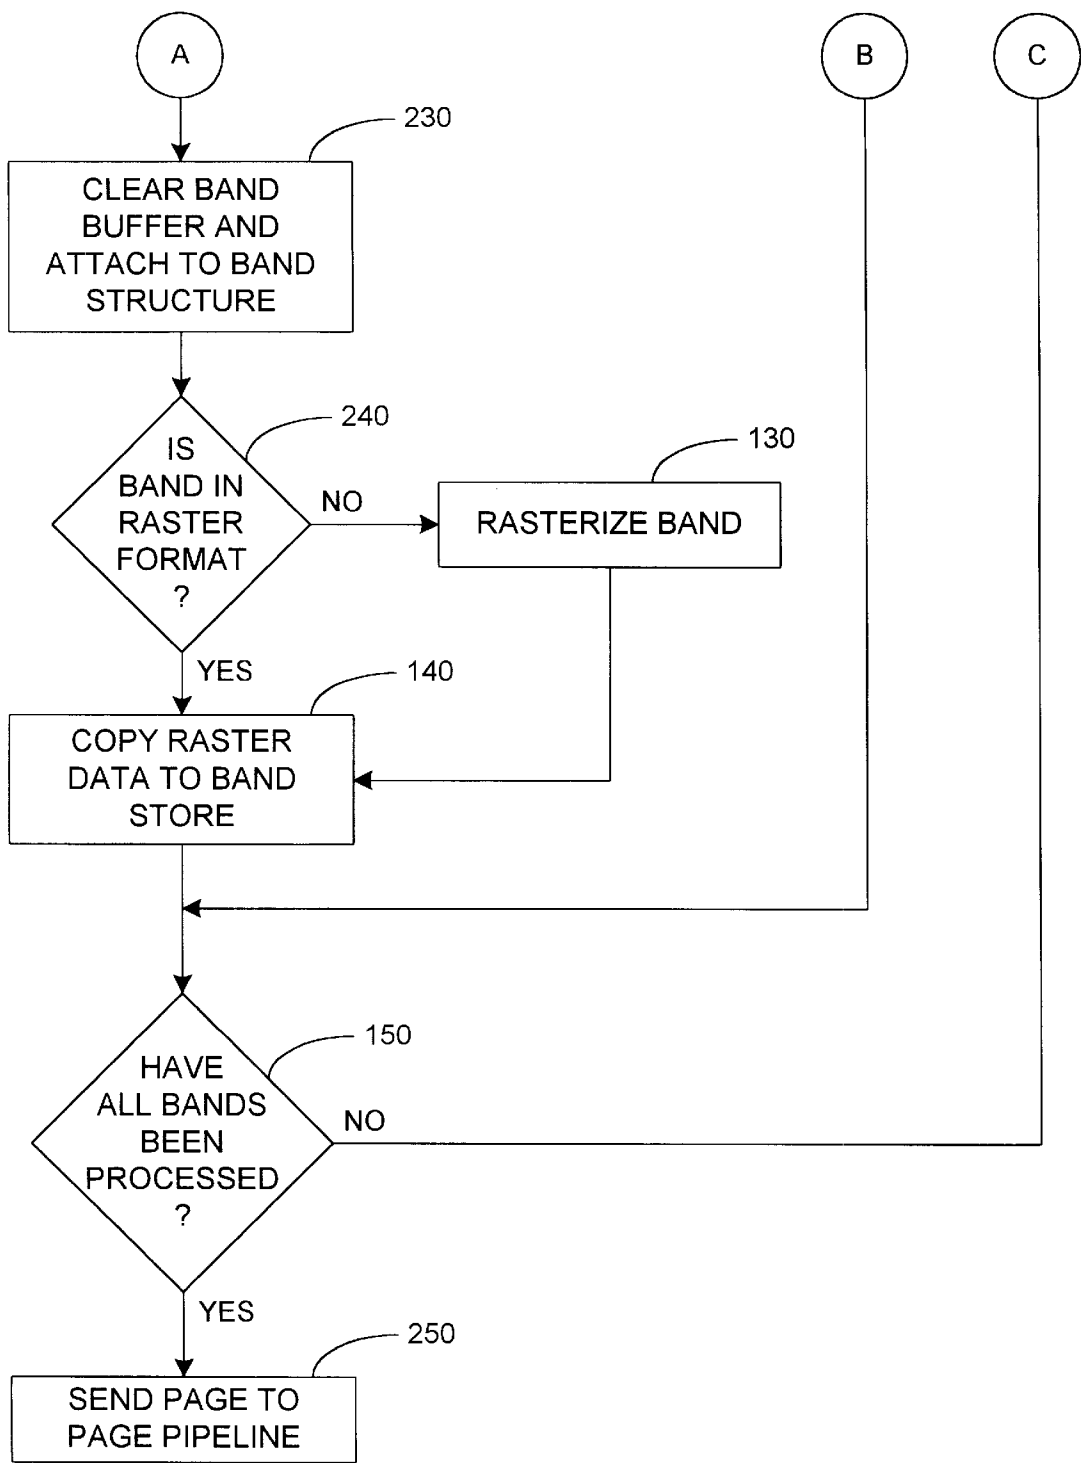 A
B
C
230
CLEAR BAND
BUFFER AND
ATTACH TO BAND
STRUCTURE
240
IS
BAND IN
RASTER
FORMAT
?
NO
130
RASTERIZE BAND
YES
140
COPY RASTER
DATA TO BAND
STORE
150
HAVE
ALL BANDS
BEEN
PROCESSED
?
NO
YES
250
SEND PAGE TO
PAGE PIPELINE